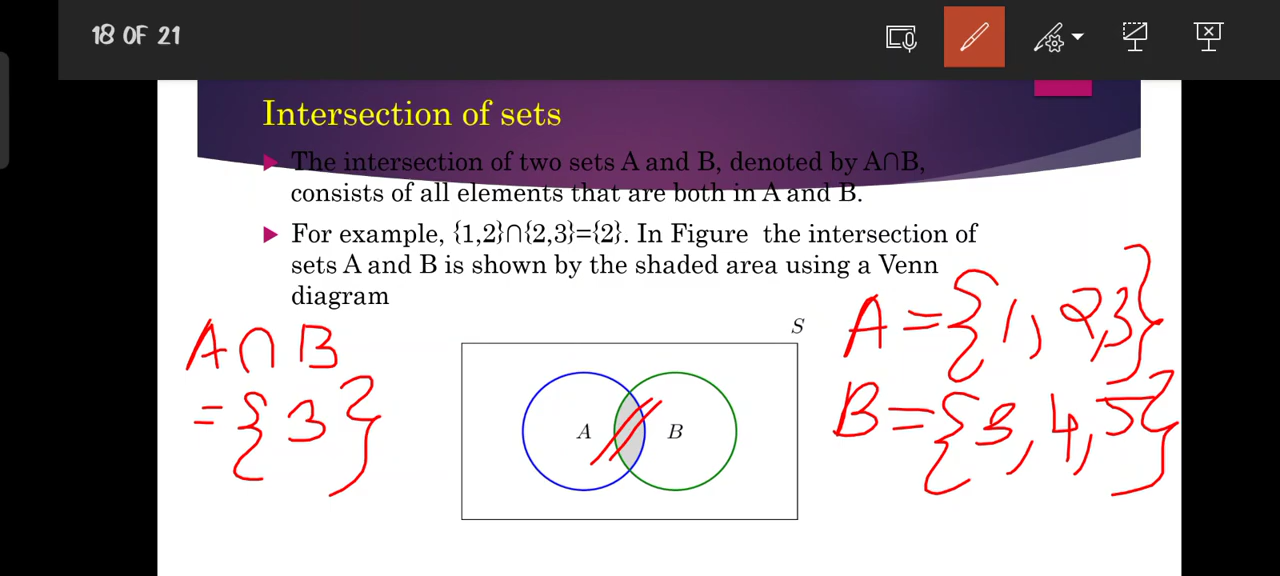 18 OF 21
Intersection of sets
The intersection of two sets A and B, denoted by A∩B,
consists of all elements that are both in A and B.
For example, {1,2}∩{2,3}={2}. In Figure the intersection of
sets A and B is shown by the shaded area using a Venn
diagram
A ∩ B
= {3}
S
A
B
A = {1, 2,3}
B = {3, 4, 5}